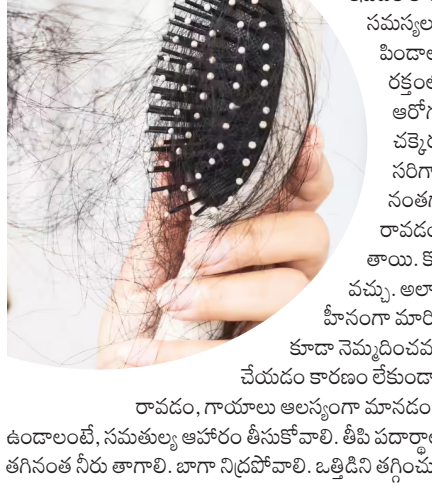 సమస్యల
పిండాల
రక్తంల
ఆరోగ
చక్కెర
సరిగా
నంతగ
రావడం
తాయి. కొ
వచ్చు. అలా
హీనంగా మారి
కూడా నెమ్మదించవ
చేయడం కారణం లేకుండా
రావడం, గాయాలు ఆలస్యంగా మానడం
ఉండాలంటే, సమతుల్య ఆహారం తీసుకోవాలి. తీపి పదార్థాల
తగినంత నీరు తాగాలి. బాగా నిద్రపోవాలి. ఒత్తిడిని తగ్గించు